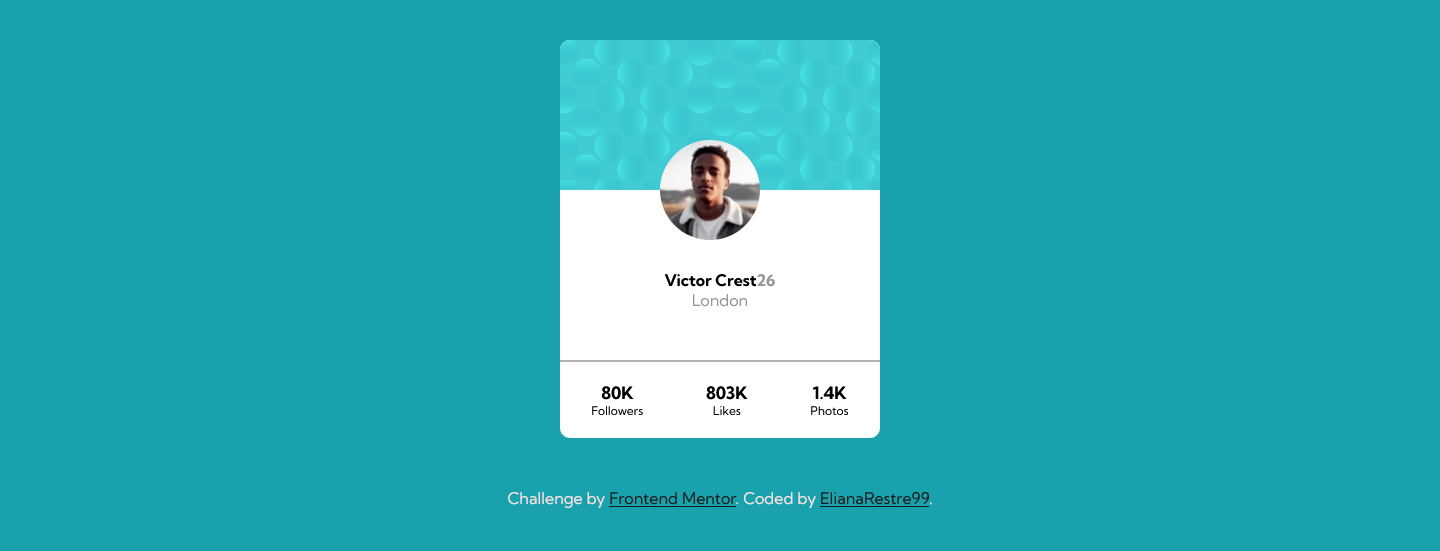 Victor Crest26
London
80K 803K 1.4K
Followers Likes Photos
Challenge by Frontend Mentor. Coded by ElianaRestre99.